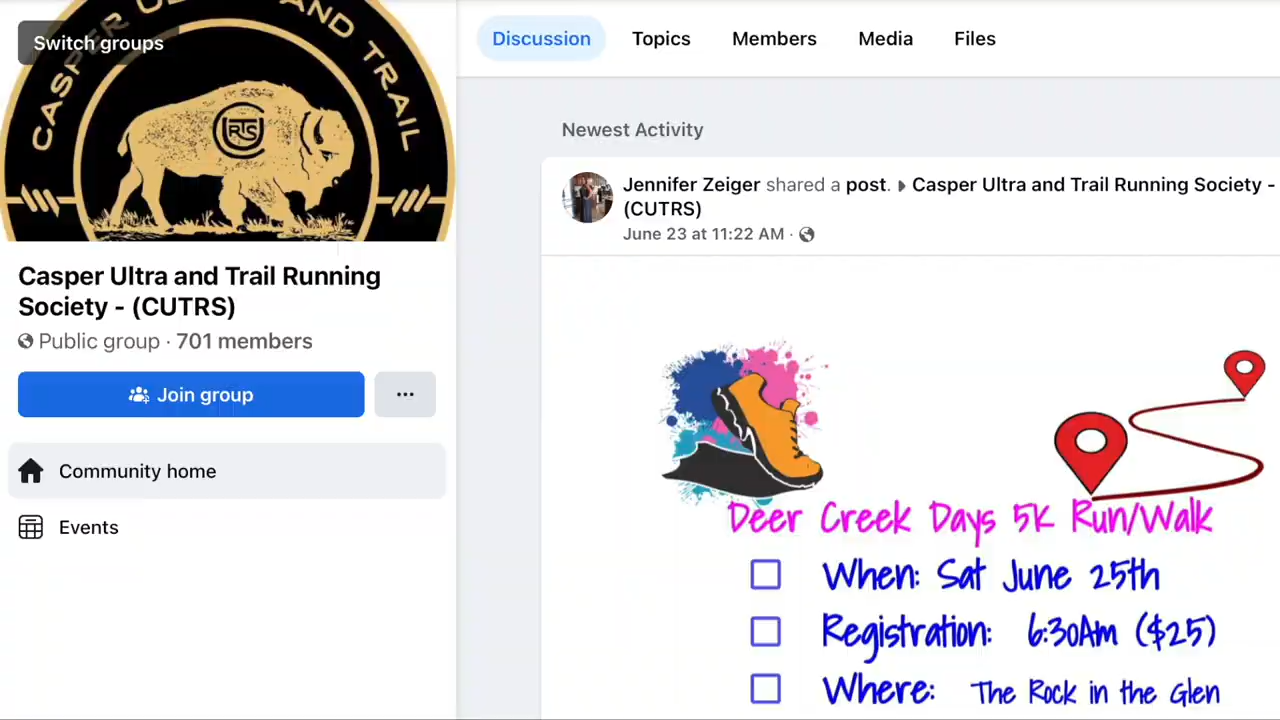 CASPER ULTRA AND TRAIL
RTS
Switch groups
Casper Ultra and Trail Running
Society - (CUTRS)
Public group · 701 members
Join group
Community home
Events
Discussion
Topics
Members
Media
Files
Newest Activity
Jennifer Zeiger shared a post. Casper Ultra and Trail Running Society -
(CUTRS)
June 23 at 11:22 AM ·
Deer Creek Days 5K Run/Walk
When: Sat June 25th
Registration: 6:30Am ($25)
Where: The Rock in the Glen